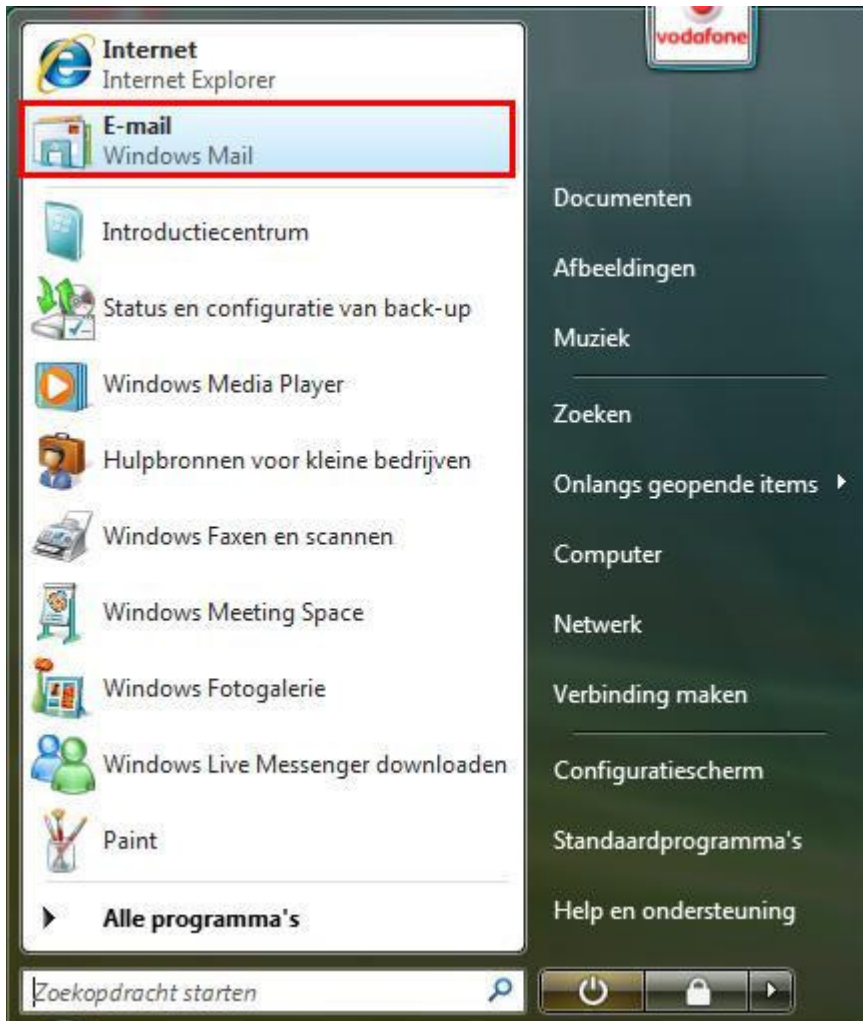 Internet
Internet Explorer
E-mail
Windows Mail
Introductiecentrum
Status en configuratie van back-up
Windows Media Player
Hulpbronnen voor kleine bedrijven
Windows Faxen en scannen
Windows Meeting Space
Windows Fotogalerie
Windows Live Messenger downloaden
Paint
Alle programma's
Zoekopdracht starten
vodafone
Documenten
Afbeeldingen
Muziek
Zoeken
Onlangs geopende items
Computer
Netwerk
Verbinding maken
Configuratiescherm
Standaardprogramma's
Help en ondersteuning